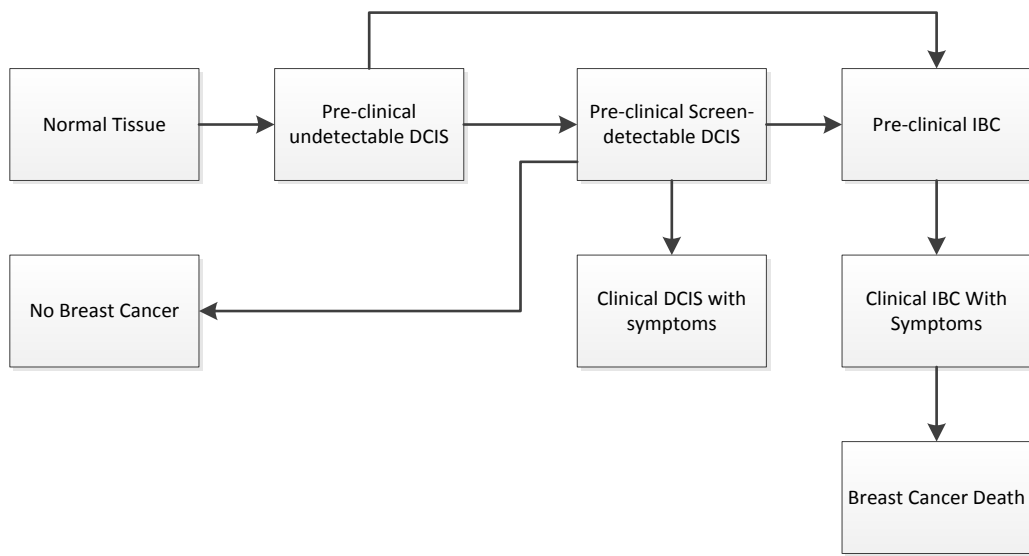 Normal Tissue
Pre-clinical
undetectable DCIS
Pre-clinical Screen-
detectable DCIS
Pre-clinical IBC
No Breast Cancer
Clinical DCIS with
symptoms
Clinical IBC With
Symptoms
Breast Cancer Death